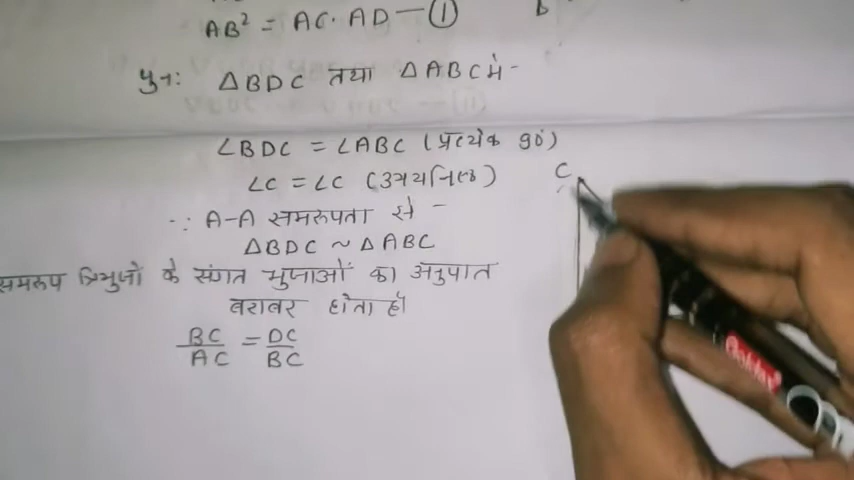 AB² = AC · AD — ①
D
पुनः ΔBDC तथा ΔABC में -
∠BDC = ∠ABC (प्रत्येक 90°)
∠C = ∠C (उभयनिष्ठ)
∴ A-A समरूपता से -
ΔBDC ~ ΔABC
समरूप त्रिभुजों के संगत भुजाओं का अनुपात
बराबर होता है।
BC/AC = DC/BC
C